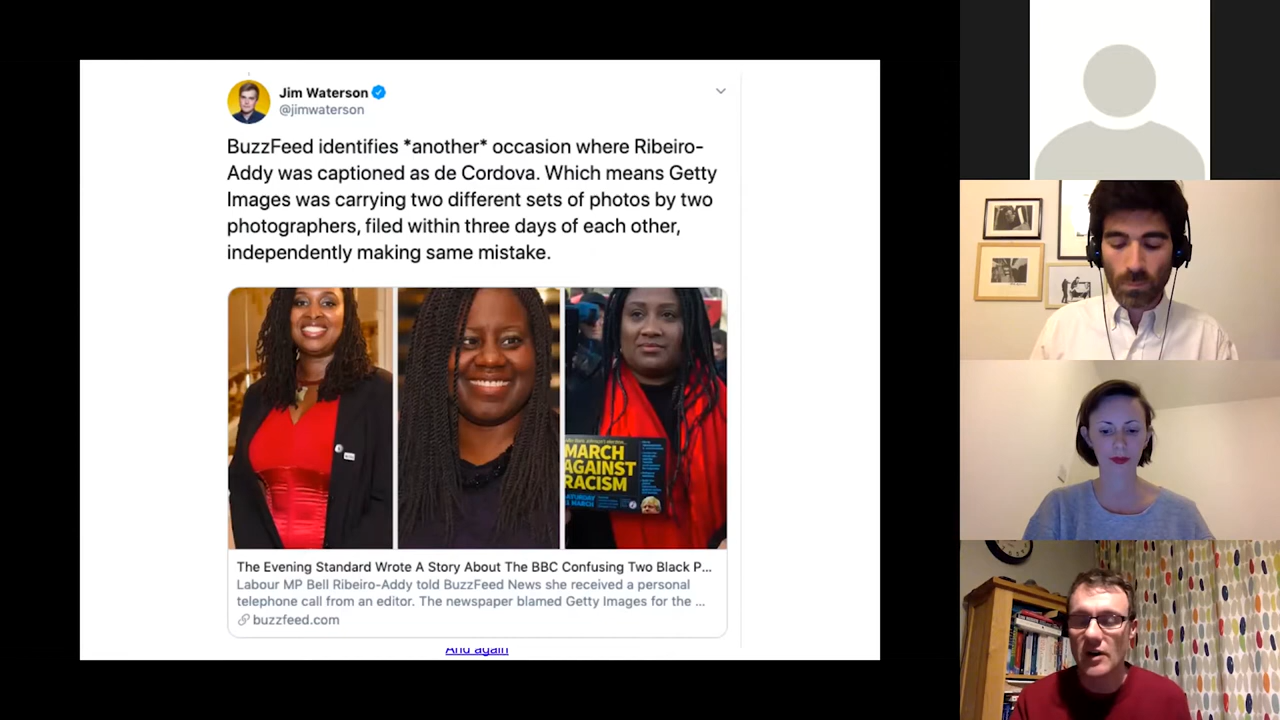 Jim Waterson
@jimwaterson
BuzzFeed identifies *another* occasion where Ribeiro-
Addy was captioned as de Cordova. Which means Getty
Images was carrying two different sets of photos by two
photographers, filed within three days of each other,
independently making same mistake.
MARCH
AGAINST
RACISM
The Evening Standard Wrote A Story About The BBC Confusing Two Black P...
Labour MP Bell Ribeiro-Addy told BuzzFeed News she received a personal
telephone call from an editor. The newspaper blamed Getty Images for the ...
buzzfeed.com
And again